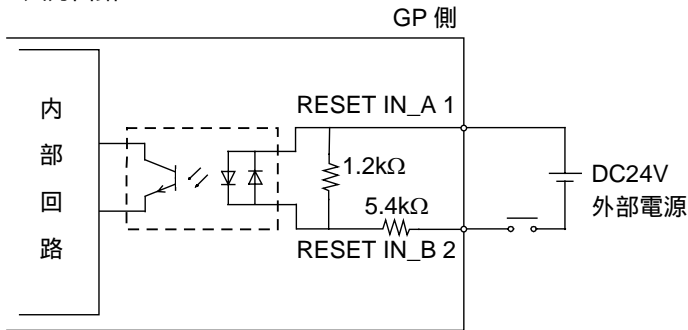 GP 側
内部回路
RESET IN_A 1
1.2kΩ
5.4kΩ
RESET IN_B 2
DC24V
外部電源